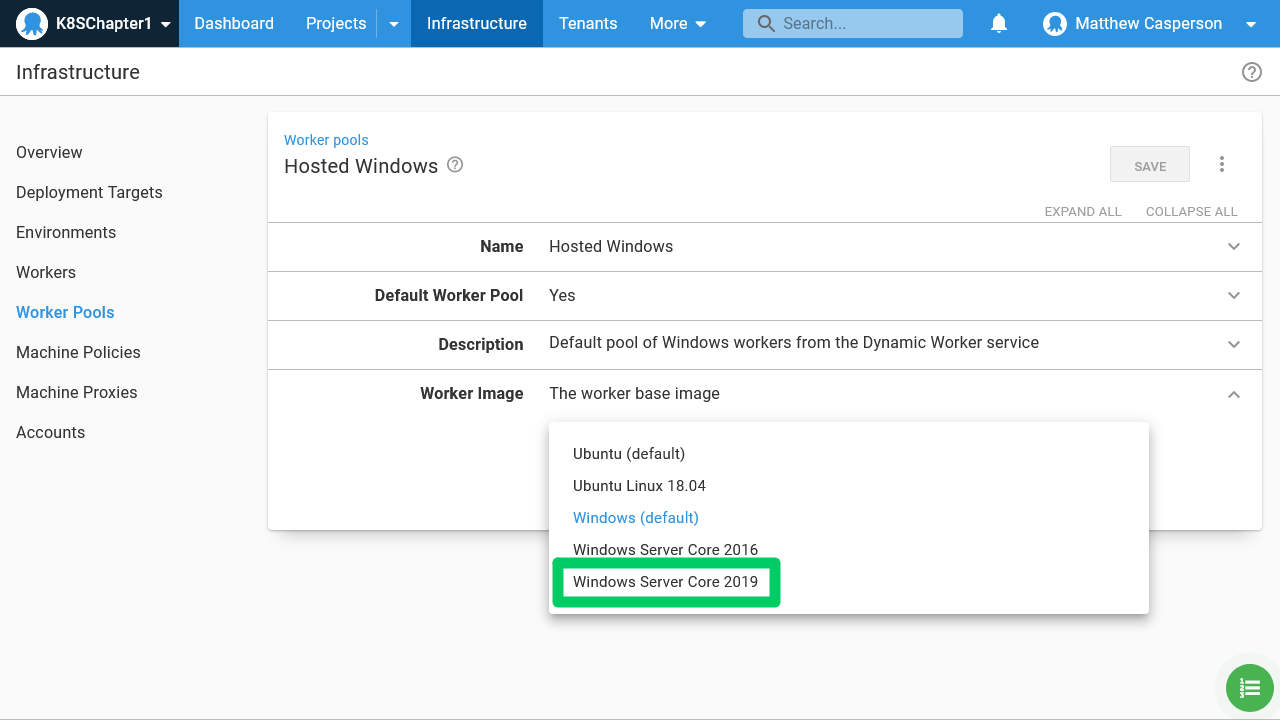 K8SChapter1 Dashboard Projects Infrastructure Tenants More Search... Matthew Casperson
Infrastructure
Overview
Deployment Targets
Environments
Workers
Worker Pools
Machine Policies
Machine Proxies
Accounts
Worker pools
Hosted Windows
SAVE
EXPAND ALL COLLAPSE ALL
Name Hosted Windows
Default Worker Pool Yes
Description Default pool of Windows workers from the Dynamic Worker service
Worker Image The worker base image
Ubuntu (default)
Ubuntu Linux 18.04
Windows (default)
Windows Server Core 2016
Windows Server Core 2019